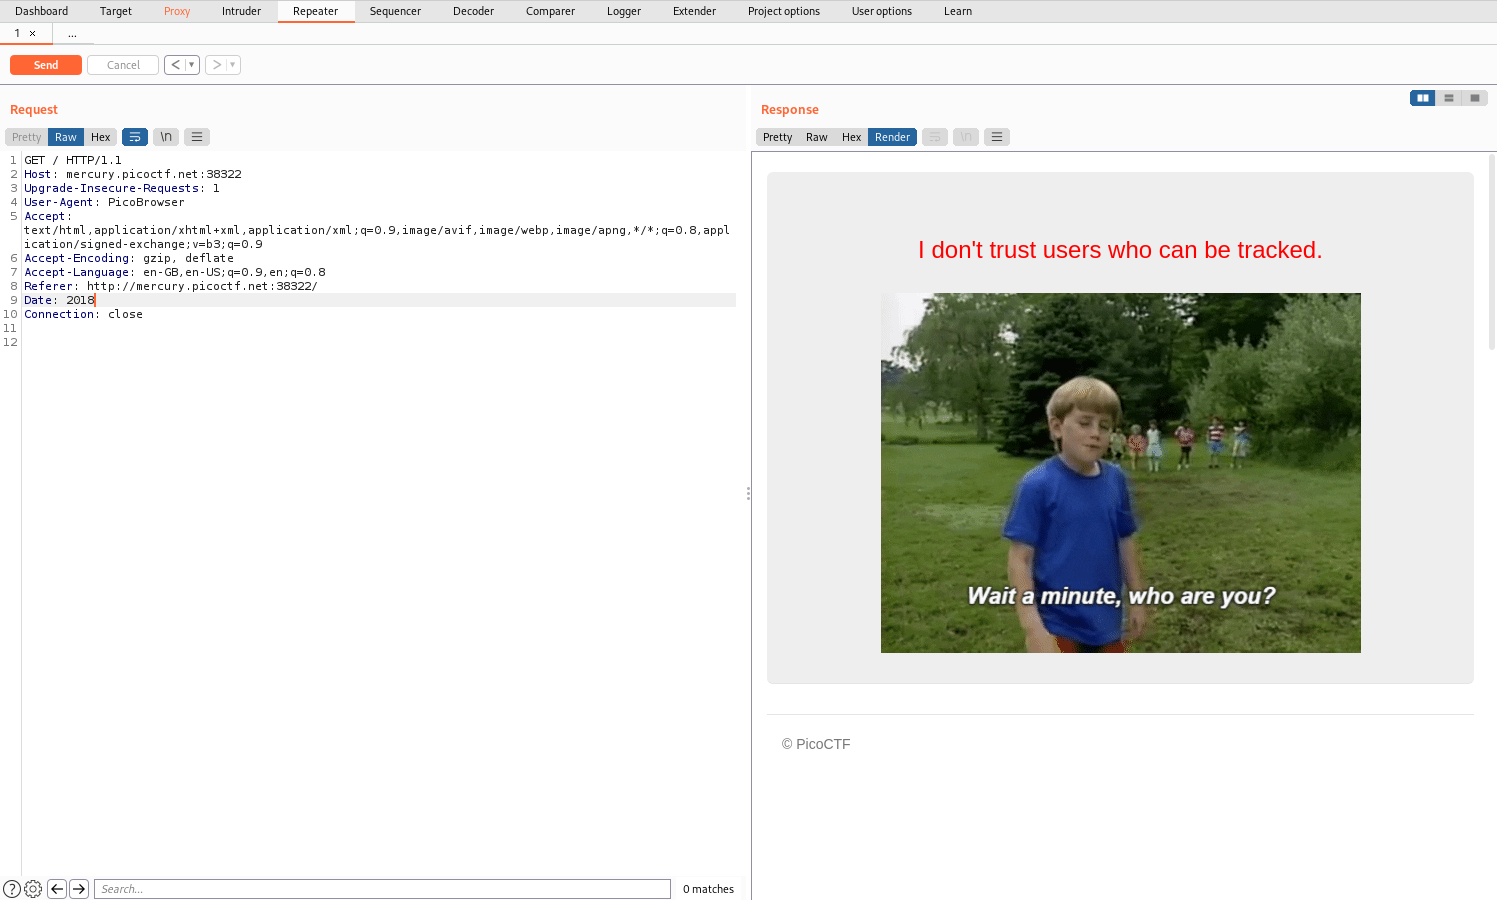 Dashboard Target Proxy Intruder Repeater Sequencer Decoder Comparer Logger Extender Project options User options Learn
1 × ...
Send Cancel < ▼ > ▼
Request
Pretty Raw Hex \n
1 GET / HTTP/1.1
2 Host: mercury.picoctf.net:38322
3 Upgrade-Insecure-Requests: 1
4 User-Agent: PicoBrowser
5 Accept:
text/html,application/xhtml+xml,application/xml;q=0.9,image/avif,image/webp,image/apng,*/*;q=0.8,appl
ication/signed-exchange;v=b3;q=0.9
6 Accept-Encoding: gzip, deflate
7 Accept-Language: en-GB,en-US;q=0.9,en;q=0.8
8 Referer: http://mercury.picoctf.net:38322/
9 Date: 2018
10 Connection: close
11
12
? Search... 0 matches
Response
Pretty Raw Hex Render \n
I don't trust users who can be tracked.
Wait a minute, who are you?
© PicoCTF